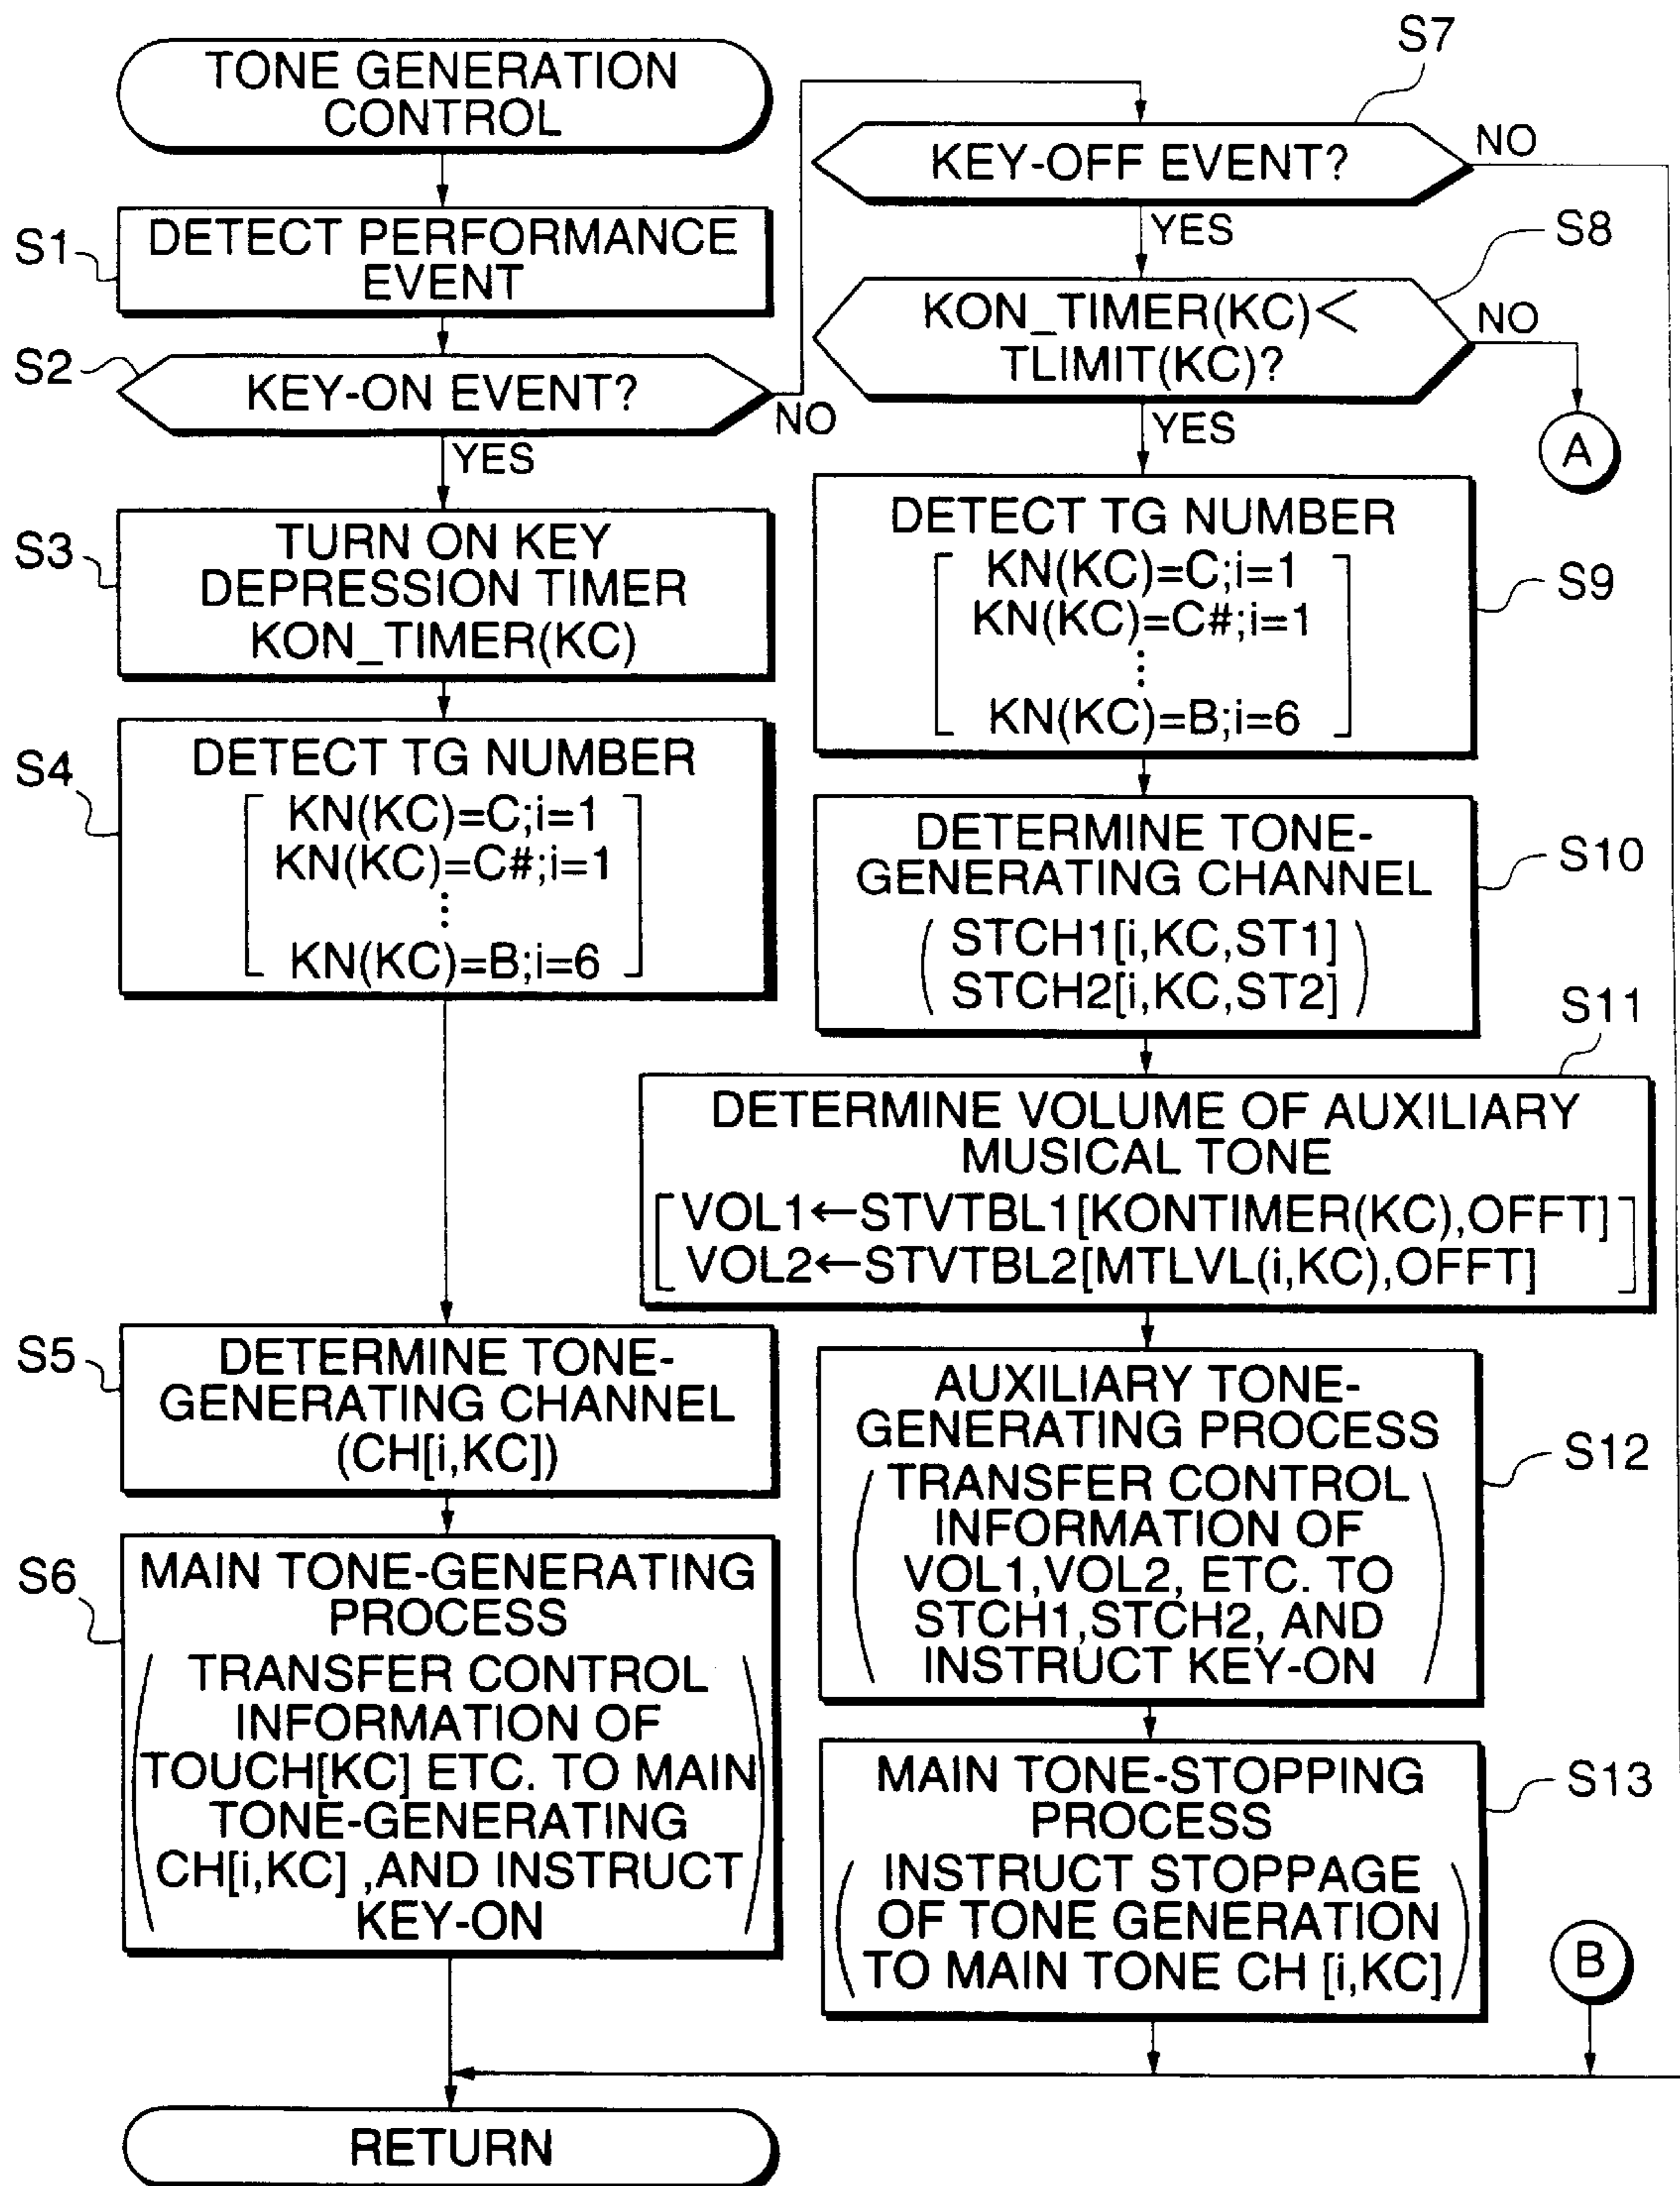 TONE GENERATION
CONTROL
S1
DETECT PERFORMANCE
EVENT
S2
KEY-ON EVENT?
NO
YES
S3
TURN ON KEY
DEPRESSION TIMER
KON_TIMER(KC)
S4
DETECT TG NUMBER
KN(KC)=C;i=1
KN(KC)=C#;i=1
⋮
KN(KC)=B;i=6
S5
DETERMINE TONE-
GENERATING CHANNEL
(CH[i,KC])
S6
MAIN TONE-GENERATING
PROCESS
(TRANSFER CONTROL
INFORMATION OF
TOUCH[KC] ETC. TO MAIN
TONE-GENERATING
CH[i,KC] ,AND INSTRUCT
KEY-ON)
S7
KEY-OFF EVENT?
NO
YES
S8
KON_TIMER(KC)<
TLIMIT(KC)?
NO
A
YES
S9
DETECT TG NUMBER
KN(KC)=C;i=1
KN(KC)=C#;i=1
⋮
KN(KC)=B;i=6
S10
DETERMINE TONE-
GENERATING CHANNEL
(STCH1[i,KC,ST1]
STCH2[i,KC,ST2])
S11
DETERMINE VOLUME OF AUXILIARY
MUSICAL TONE
[VOL1←STVTBL1[KONTIMER(KC),OFFT]
VOL2←STVTBL2[MTLVL(i,KC),OFFT]]
S12
AUXILIARY TONE-
GENERATING PROCESS
(TRANSFER CONTROL
INFORMATION OF
VOL1,VOL2, ETC. TO
STCH1,STCH2, AND
INSTRUCT KEY-ON)
S13
MAIN TONE-STOPPING
PROCESS
(INSTRUCT STOPPAGE
OF TONE GENERATION
TO MAIN TONE CH [i,KC])
B
RETURN